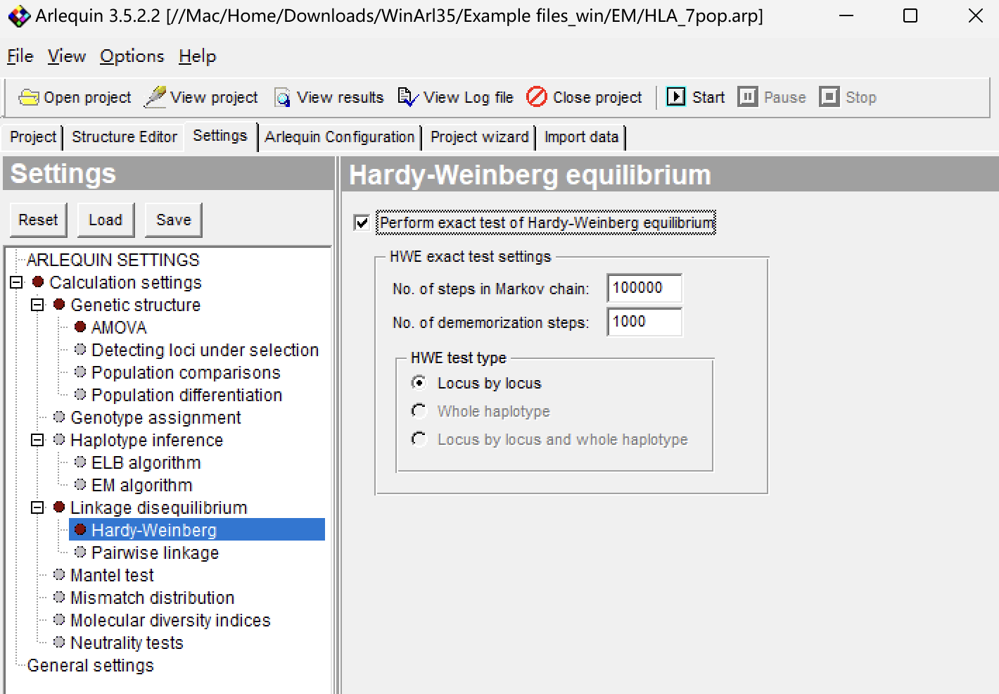 Arlequin 3.5.2.2 [//Mac/Home/Downloads/WinArl35/Example files_win/EM/HLA_7pop.arp]
File View Options Help
Open project View project View results View Log file Close project Start Pause Stop
Project Structure Editor Settings Arlequin Configuration Project wizard Import data
Settings
Reset Load Save
ARLEQUIN SETTINGS
Calculation settings
Genetic structure
AMOVA
Detecting loci under selection
Population comparisons
Population differentiation
Genotype assignment
Haplotype inference
ELB algorithm
EM algorithm
Linkage disequilibrium
Hardy-Weinberg
Pairwise linkage
Mantel test
Mismatch distribution
Molecular diversity indices
Neutrality tests
General settings
Hardy-Weinberg equilibrium
Perform exact test of Hardy-Weinberg equilibrium
HWE exact test settings
No. of steps in Markov chain: 100000
No. of dememorization steps: 1000
HWE test type
Locus by locus
Whole haplotype
Locus by locus and whole haplotype